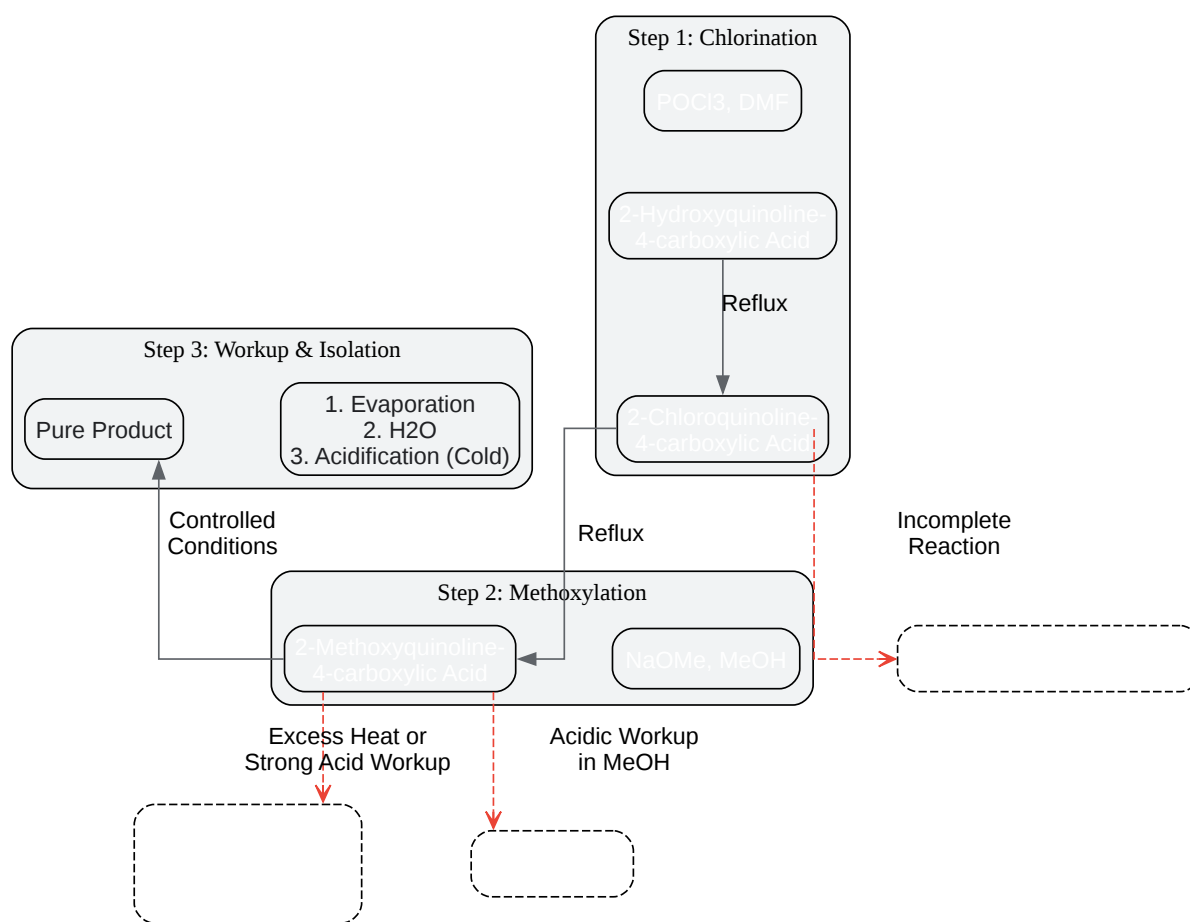 Step 1: Chlorination
POCl3, DMF
2-Hydroxyquinoline-
4-carboxylic Acid
Reflux
2-Chloroquinoline-
4-carboxylic Acid
Step 3: Workup & Isolation
Pure Product
1. Evaporation
2. H2O
3. Acidification (Cold)
Controlled
Conditions
Reflux
Incomplete
Reaction
Step 2: Methoxylation
2-Methoxyquinoline-
4-carboxylic Acid
NaOMe, MeOH
Excess Heat or
Strong Acid Workup
Acidic Workup
in MeOH